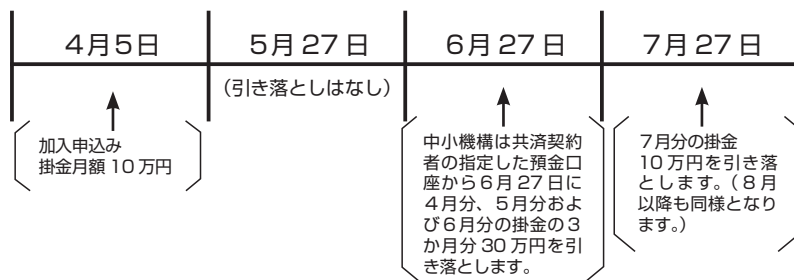 4月5日
5月27日
6月27日
7月27日
(引き落としはなし)
加入申込み
掛金月額10万円
中小機構は共済契約
者の指定した預金口
座から6月27日に
4月分、5月分およ
び6月分の掛金の3
か月分30万円を引
き落とします。
7月分の掛金
10万円を引き落
とします。(8月
以降も同様となり
ます。)